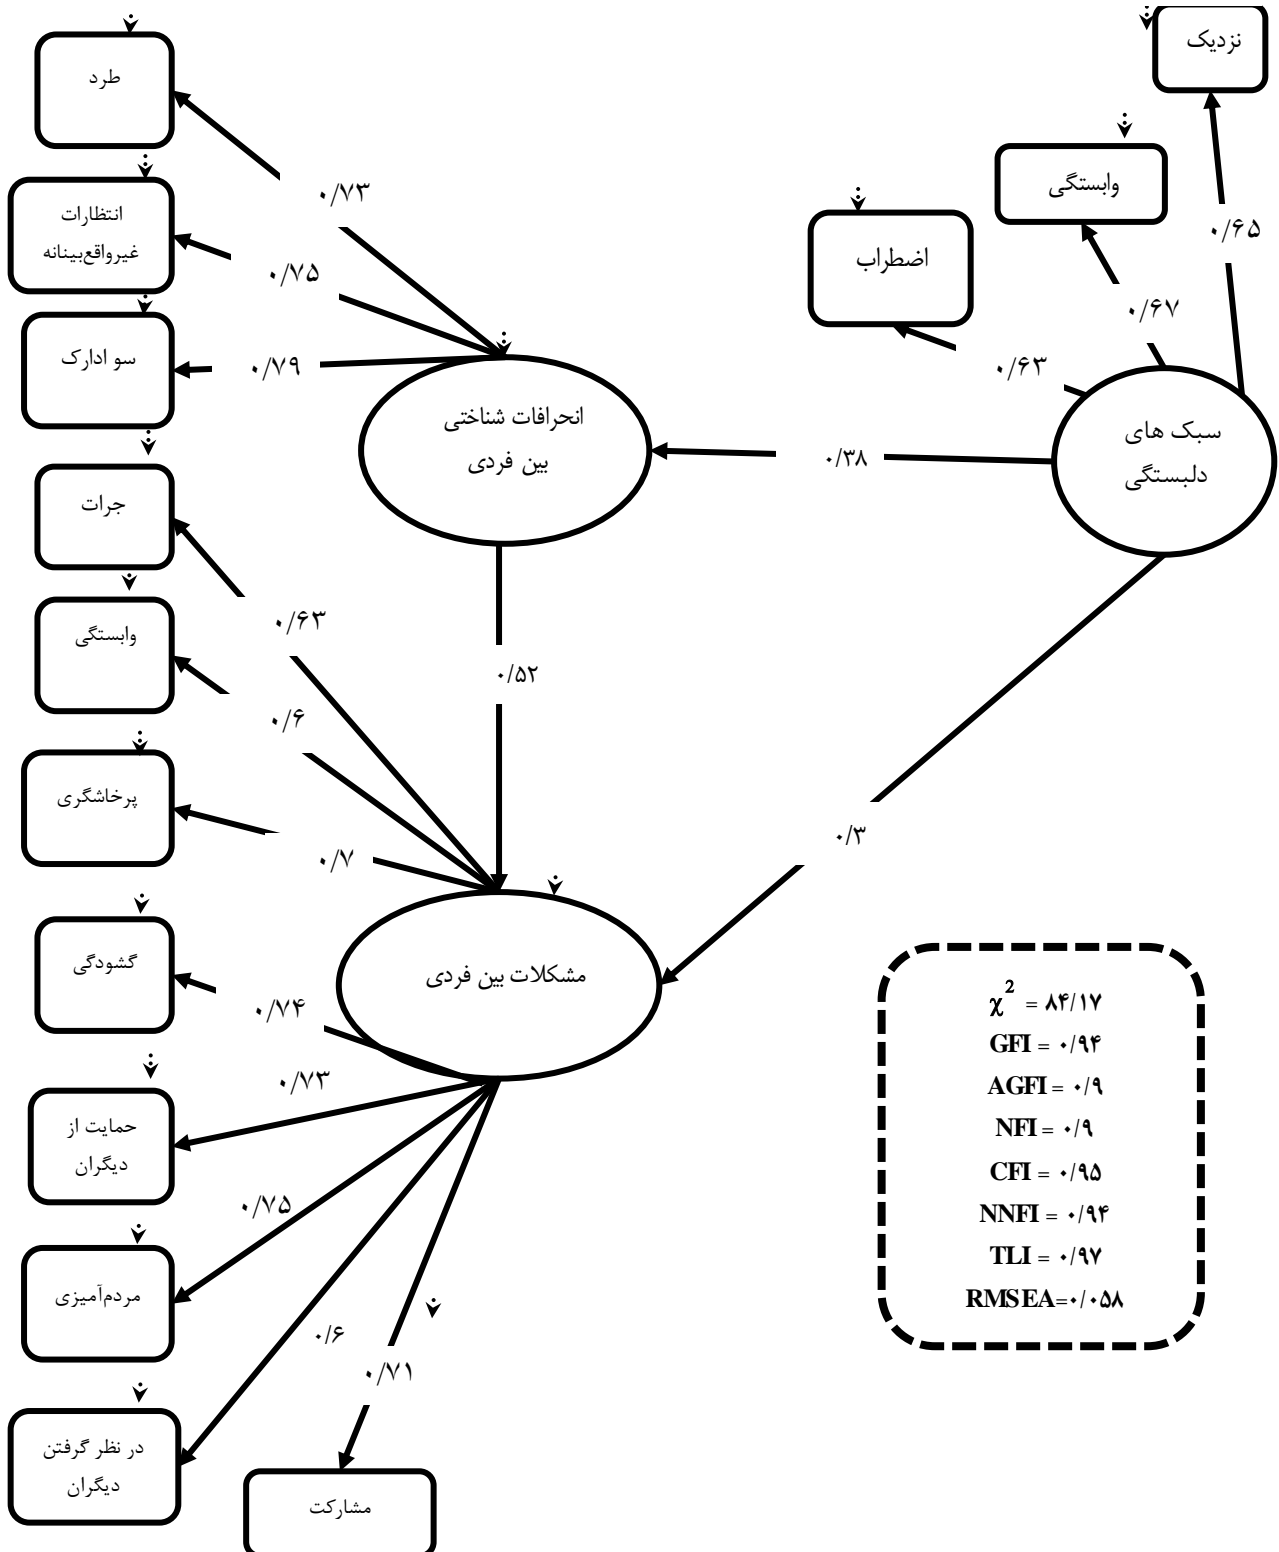 نزدیک
طرد
۰/۷۳
وابستگی
۰/۶۵
انتظارات
غیرواقع‌بینانه
۰/۷۵
اضطراب
۰/۶۷
سو ادارک
۰/۷۹
۰/۶۳
انحرافات شناختی
بین فردی
سبک های
دلبستگی
۰/۳۸
جرات
۰/۶۳
وابستگی
۰/۵۲
۰/۶
پرخاشگری
۰/۷
۰/۳
گشودگی
مشکلات بین فردی
۰/۷۴
χ2 = ۸۴/۱۷
GFI = ۰/۹۴
AGFI = ۰/۹
NFI = ۰/۹
CFI = ۰/۹۵
NNFI = ۰/۹۴
TLI = ۰/۹۷
RMSEA=۰/۰۵۸
۰/۷۳
حمایت از
دیگران
۰/۷۵
مردم‌آمیزی
۰/۶
۰/۷۱
در نظر گرفتن
دیگران
مشارکت